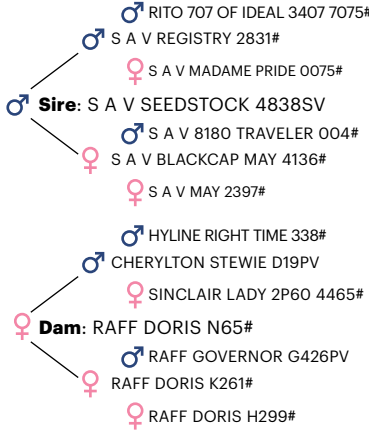 RITO 707 OF IDEAL 3407 7075#
S A V REGISTRY 2831#
S A V MADAME PRIDE 0075#
Sire: S A V SEEDSTOCK 4838SV
S A V 8180 TRAVELER 004#
S A V BLACKCAP MAY 4136#
S A V MAY 2397#
HYLINE RIGHT TIME 338#
CHERYLTON STEWIE D19PV
SINCLAIR LADY 2P60 4465#
Dam: RAFF DORIS N65#
RAFF GOVERNOR G426PV
RAFF DORIS K261#
RAFF DORIS H299#